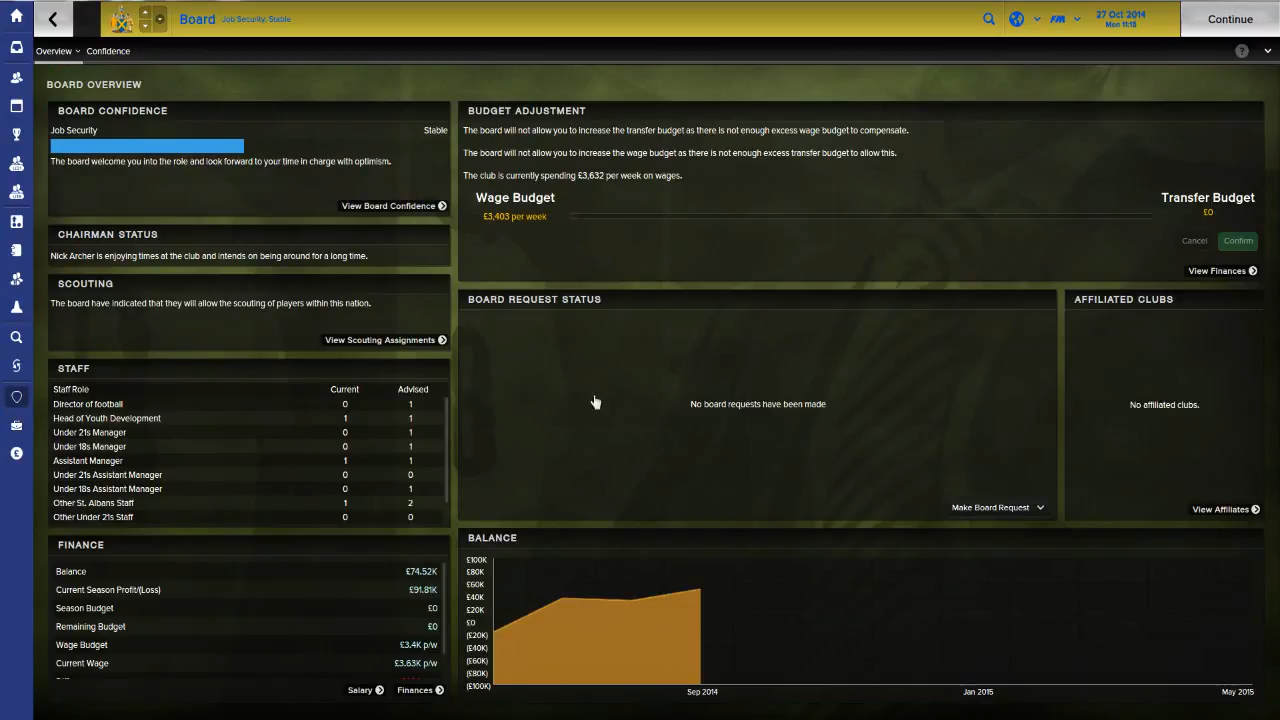 Board Job Security, Stable
FM
27 Oct 2014
Mon 11:15
Continue
Overview Confidence
?
BOARD OVERVIEW
BOARD CONFIDENCE
Job Security Stable
The board welcome you into the role and look forward to your time in charge with optimism.
View Board Confidence
CHAIRMAN STATUS
Nick Archer is enjoying times at the club and intends on being around for a long time.
SCOUTING
The board have indicated that they will allow the scouting of players within this nation.
View Scouting Assignments
STAFF
Staff Role Current Advised
Director of football 0 1
Head of Youth Development 1 1
Under 21s Manager 0 1
Under 18s Manager 0 1
Assistant Manager 1 1
Under 21s Assistant Manager 0 0
Under 18s Assistant Manager 0 1
Other St. Albans Staff 1 2
Other Under 21s Staff 0 0
FINANCE
Balance £74.52K
Current Season Profit/(Loss) £91.81K
Season Budget £0
Remaining Budget £0
Wage Budget £3.4K p/w
Current Wage £3.63K p/w
Salary Finances
BUDGET ADJUSTMENT
The board will not allow you to increase the transfer budget as there is not enough excess wage budget to compensate.
The board will not allow you to increase the wage budget as there is not enough excess transfer budget to allow this.
The club is currently spending £3,632 per week on wages.
Wage Budget Transfer Budget
£3,403 per week £0
Cancel Confirm
View Finances
BOARD REQUEST STATUS
No board requests have been made
Make Board Request
AFFILIATED CLUBS
No affiliated clubs.
View Affiliates
BALANCE
£100K
£80K
£60K
£40K
£20K
£0
(£20K)
(£40K)
(£60K)
(£80K)
(£100K)
Sep 2014 Jan 2015 May 2015